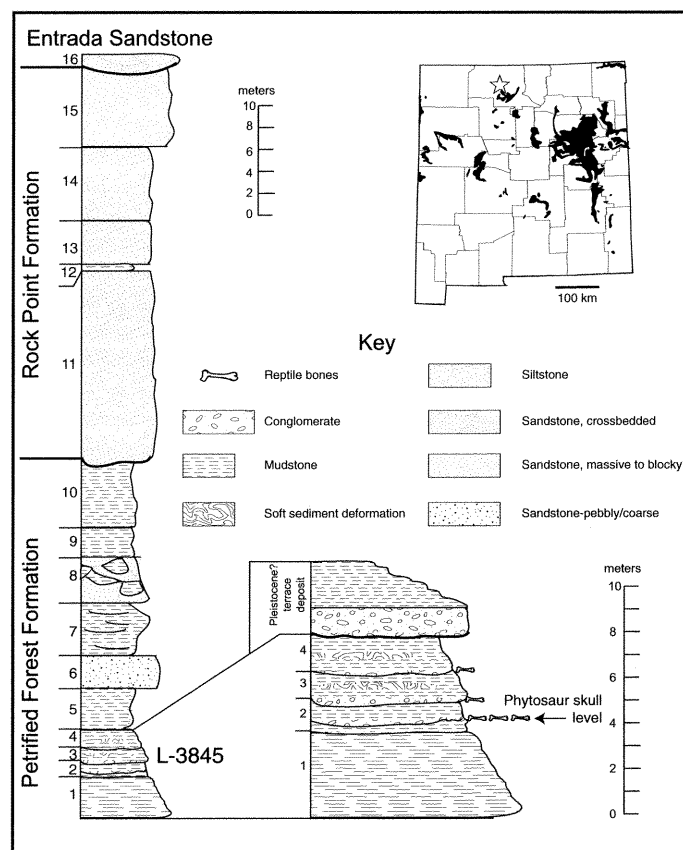 Entrada Sandstone
16
15
14
13
12
11
10
9
8
7
6
5
4
3
2
1
Rock Point Formation
Petrified Forest Formation
L-3845
meters
10
8
6
4
2
0
100 km
Key
Reptile bones
Conglomerate
Mudstone
Soft sediment deformation
Siltstone
Sandstone, crossbedded
Sandstone, massive to blocky
Sandstone-pebbly/coarse
Pleistocene?
terrace
deposit
4
3
2
1
Phytosaur skull
level
meters
10
8
6
4
2
0